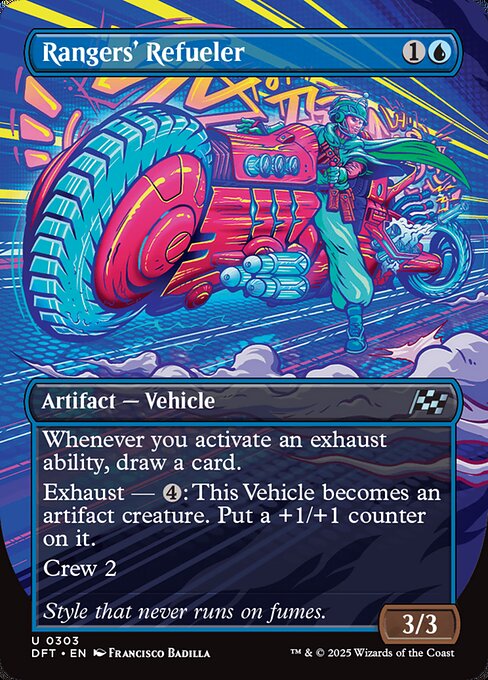 Rangers' Refueler 1
Artifact — Vehicle
Whenever you activate an exhaust
ability, draw a card.
Exhaust — 4: This Vehicle becomes an
artifact creature. Put a +1/+1 counter
on it.
Crew 2
Style that never runs on fumes.
3/3
U 0303
DFT • EN Francisco Badilla
™ & © 2025 Wizards of the Coast